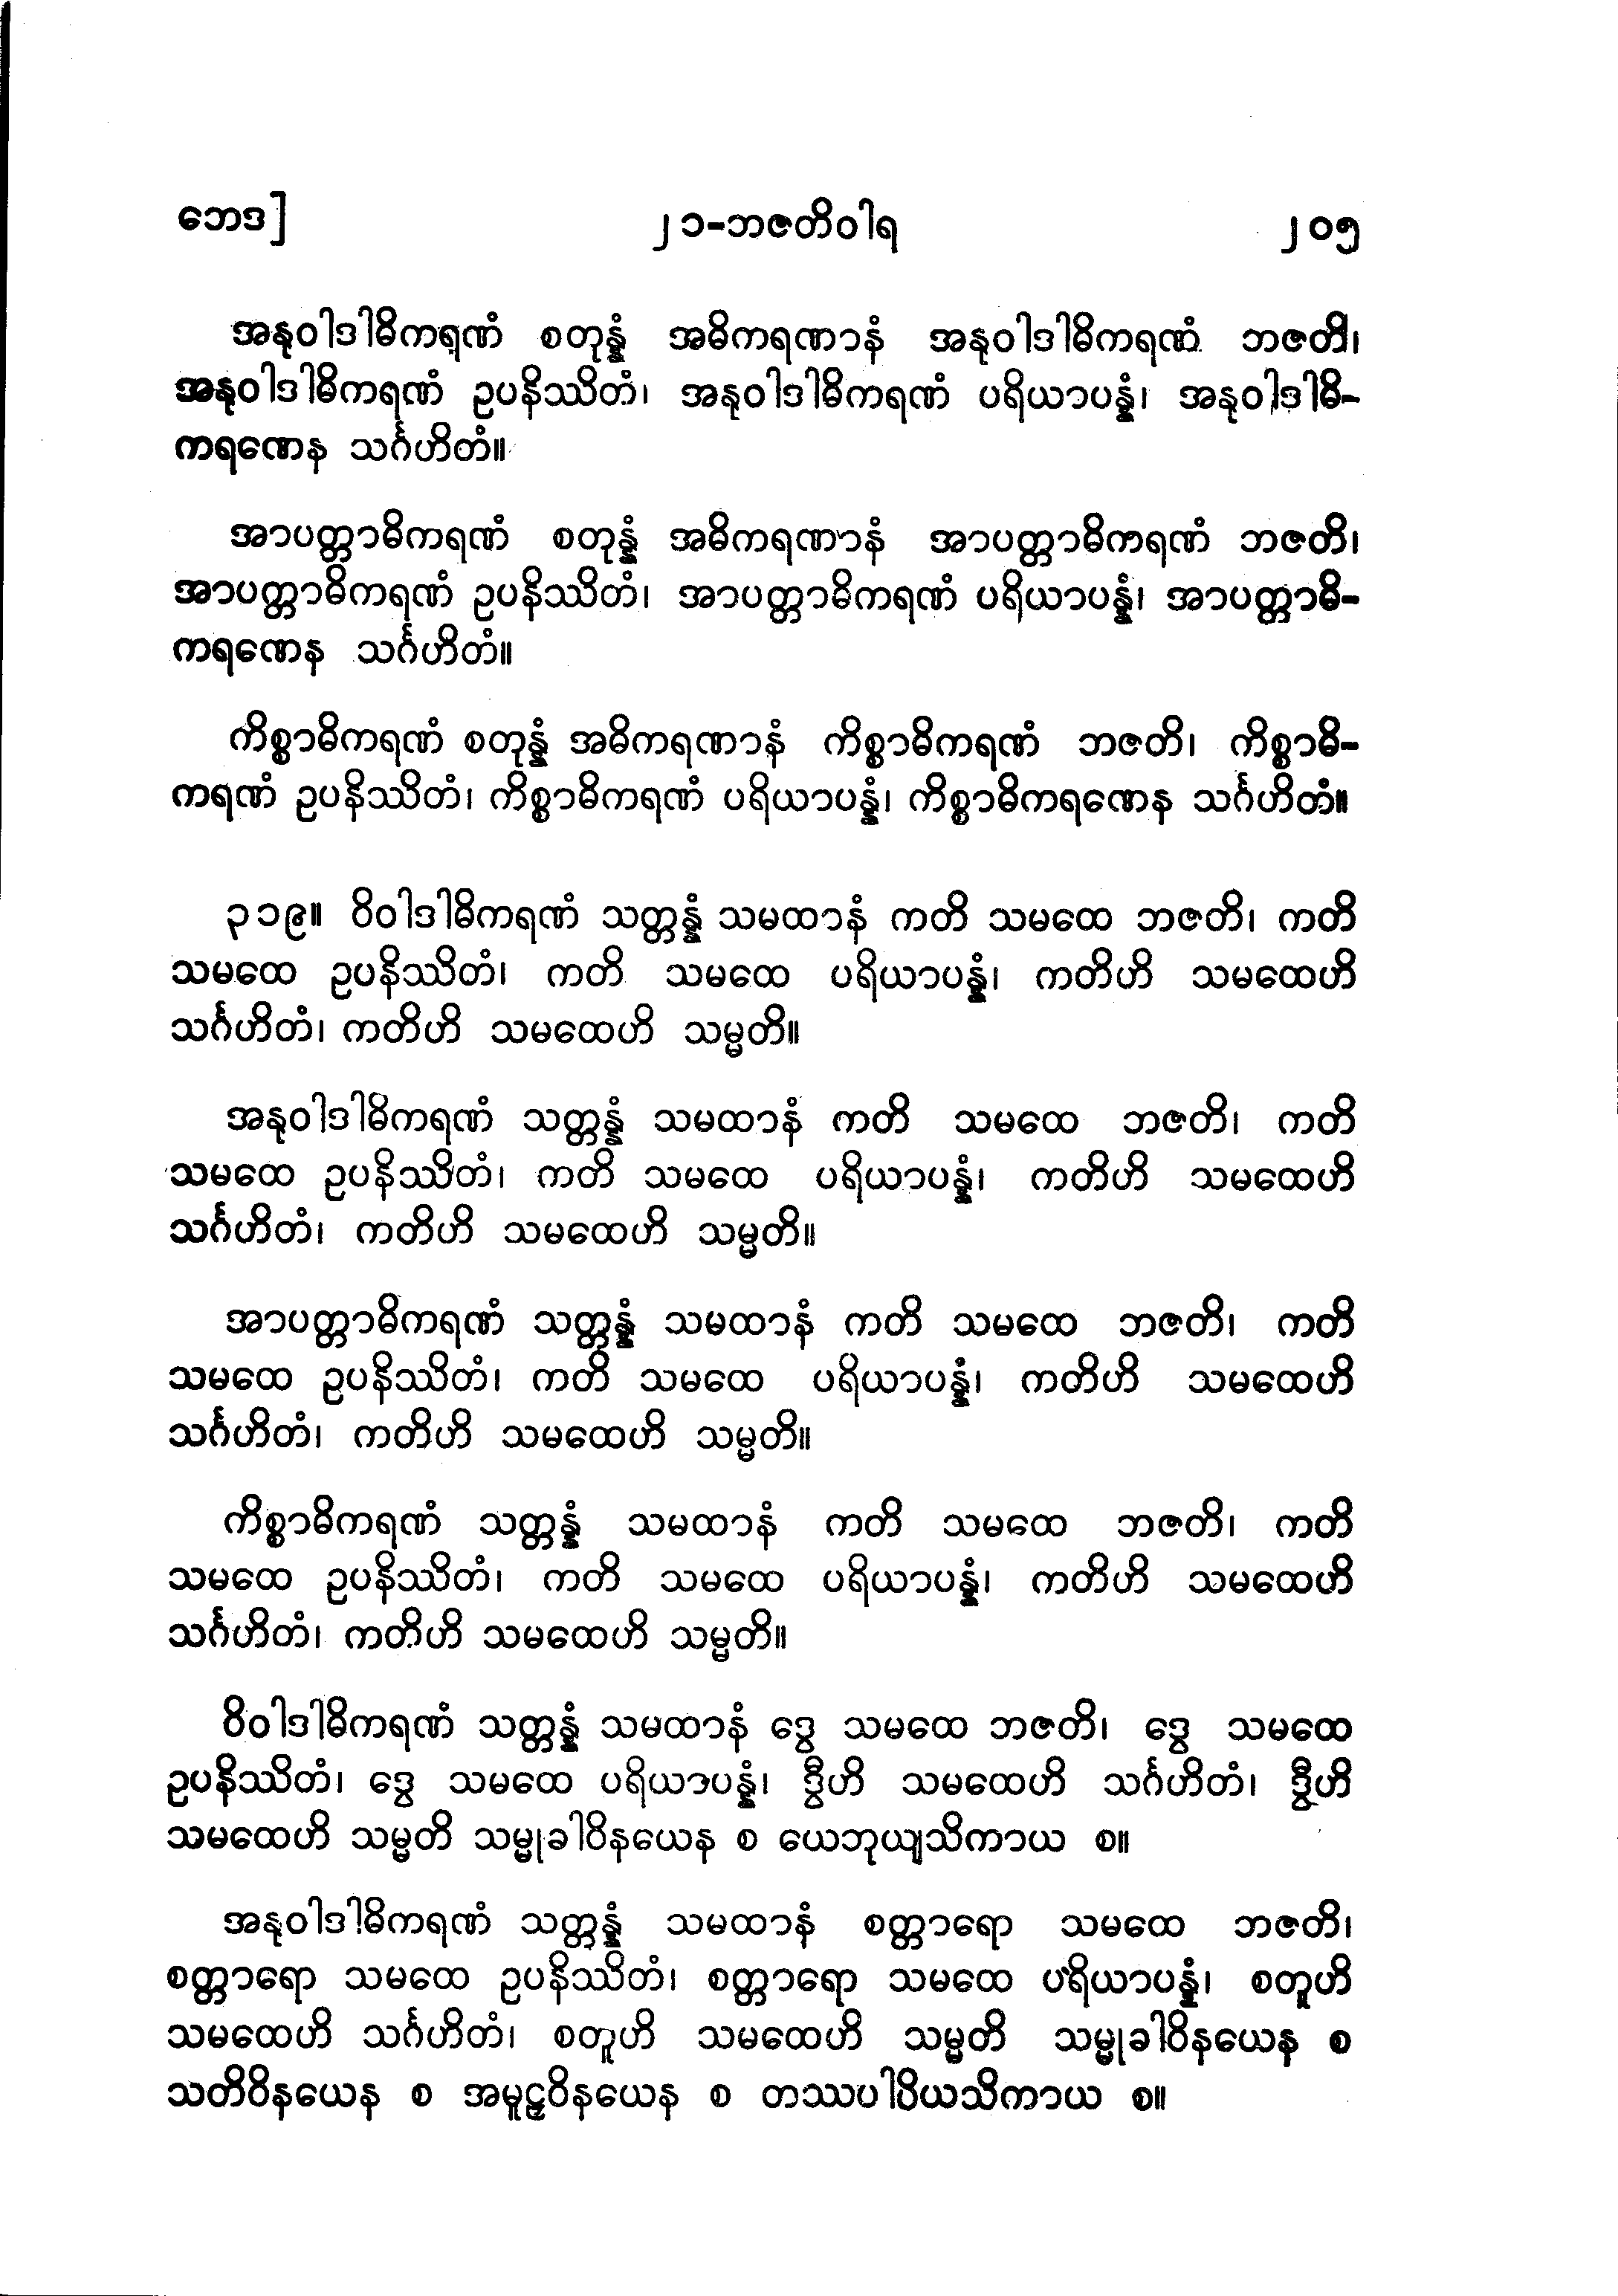 ဘေဒ]
၂၁-ဘဇတိဝါရ
၂၀၅
အနုဝါဒါဓိကရဏံ စတုန္နံ အဓိကရဏာနံ အနုဝါဒါဓိကရဏံ ဘဇတိ၊
အနုဝါဒါဓိကရဏံ ဥပနိဿိတံ၊ အနုဝါဒါဓိကရဏံ ပရိယာပန္နံ၊ အနုဝါဒါဓိ-
ကရဏေန သင်္ဂဟိတံ။
အာပတ္တာဓိကရဏံ စတုန္နံ အဓိကရဏာနံ အာပတ္တာဓိကရဏံ ဘဇတိ၊
အာပတ္တာဓိကရဏံ ဥပနိဿိတံ၊ အာပတ္တာဓိကရဏံ ပရိယာပန္နံ၊ အာပတ္တာဓိ-
ကရဏေန သင်္ဂဟိတံ။
ကိစ္စာဓိကရဏံ စတုန္နံ အဓိကရဏာနံ ကိစ္စာဓိကရဏံ ဘဇတိ၊ ကိစ္စာဓိ-
ကရဏံ ဥပနိဿိတံ၊ ကိစ္စာဓိကရဏံ ပရိယာပန္နံ၊ ကိစ္စာဓိကရဏေန သင်္ဂဟိတံ။
၃၁၉။ ဝိဝါဒါဓိကရဏံ သတ္တန္နံ သမထာနံ ကတိ သမထေ ဘဇတိ၊ ကတိ
သမထေ ဥပနိဿိတံ၊ ကတိ သမထေ ပရိယာပန္နံ၊ ကတိဟိ သမထေဟိ
သင်္ဂဟိတံ၊ ကတိဟိ သမထေဟိ သမ္မတိ။
အနုဝါဒါဓိကရဏံ သတ္တန္နံ သမထာနံ ကတိ သမထေ ဘဇတိ၊ ကတိ
သမထေ ဥပနိဿိတံ၊ ကတိ သမထေ ပရိယာပန္နံ၊ ကတိဟိ သမထေဟိ
သင်္ဂဟိတံ၊ ကတိဟိ သမထေဟိ သမ္မတိ။
အာပတ္တာဓိကရဏံ သတ္တန္နံ သမထာနံ ကတိ သမထေ ဘဇတိ၊ ကတိ
သမထေ ဥပနိဿိတံ၊ ကတိ သမထေ ပရိယာပန္နံ၊ ကတိဟိ သမထေဟိ
သင်္ဂဟိတံ၊ ကတိဟိ သမထေဟိ သမ္မတိ။
ကိစ္စာဓိကရဏံ သတ္တန္နံ သမထာနံ ကတိ သမထေ ဘဇတိ၊ ကတိ
သမထေ ဥပနိဿိတံ၊ ကတိ သမထေ ပရိယာပန္နံ၊ ကတိဟိ သမထေဟိ
သင်္ဂဟိတံ၊ ကတိဟိ သမထေဟိ သမ္မတိ။
ဝိဝါဒါဓိကရဏံ သတ္တန္နံ သမထာနံ ဒွေ သမထေ ဘဇတိ၊ ဒွေ သမထေ
ဥပနိဿိတံ၊ ဒွေ သမထေ ပရိယာပန္နံ၊ ဒွီဟိ သမထေဟိ သင်္ဂဟိတံ၊ ဒွီဟိ
သမထေဟိ သမ္မတိ သမ္မုခါဝိနယေန စ ယေဘုယျသိကာယ စ။
အနုဝါဒါဓိကရဏံ သတ္တန္နံ သမထာနံ စတ္တာရော သမထေ ဘဇတိ၊
စတ္တာရော သမထေ ဥပနိဿိတံ၊ စတ္တာရော သမထေ ပရိယာပန္နံ၊ စတူဟိ
သမထေဟိ သင်္ဂဟိတံ၊ စတူဟိ သမထေဟိ သမ္မတိ သမ္မုခါဝိနယေန စ
သတိဝိနယေန စ အမူဠှဝိနယေန စ တဿပါပိယသိကာယ စ။